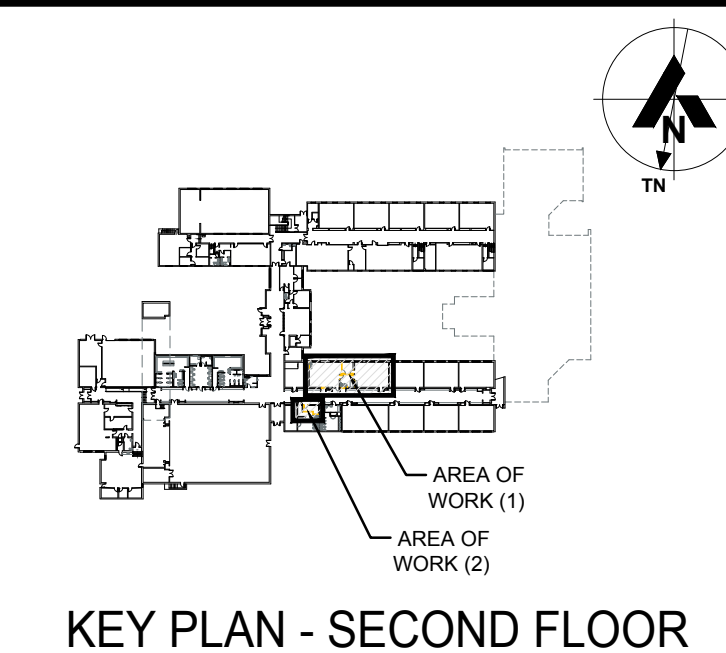 N
TN
AREA OF
WORK (1)
AREA OF
WORK (2)
KEY PLAN - SECOND FLOOR